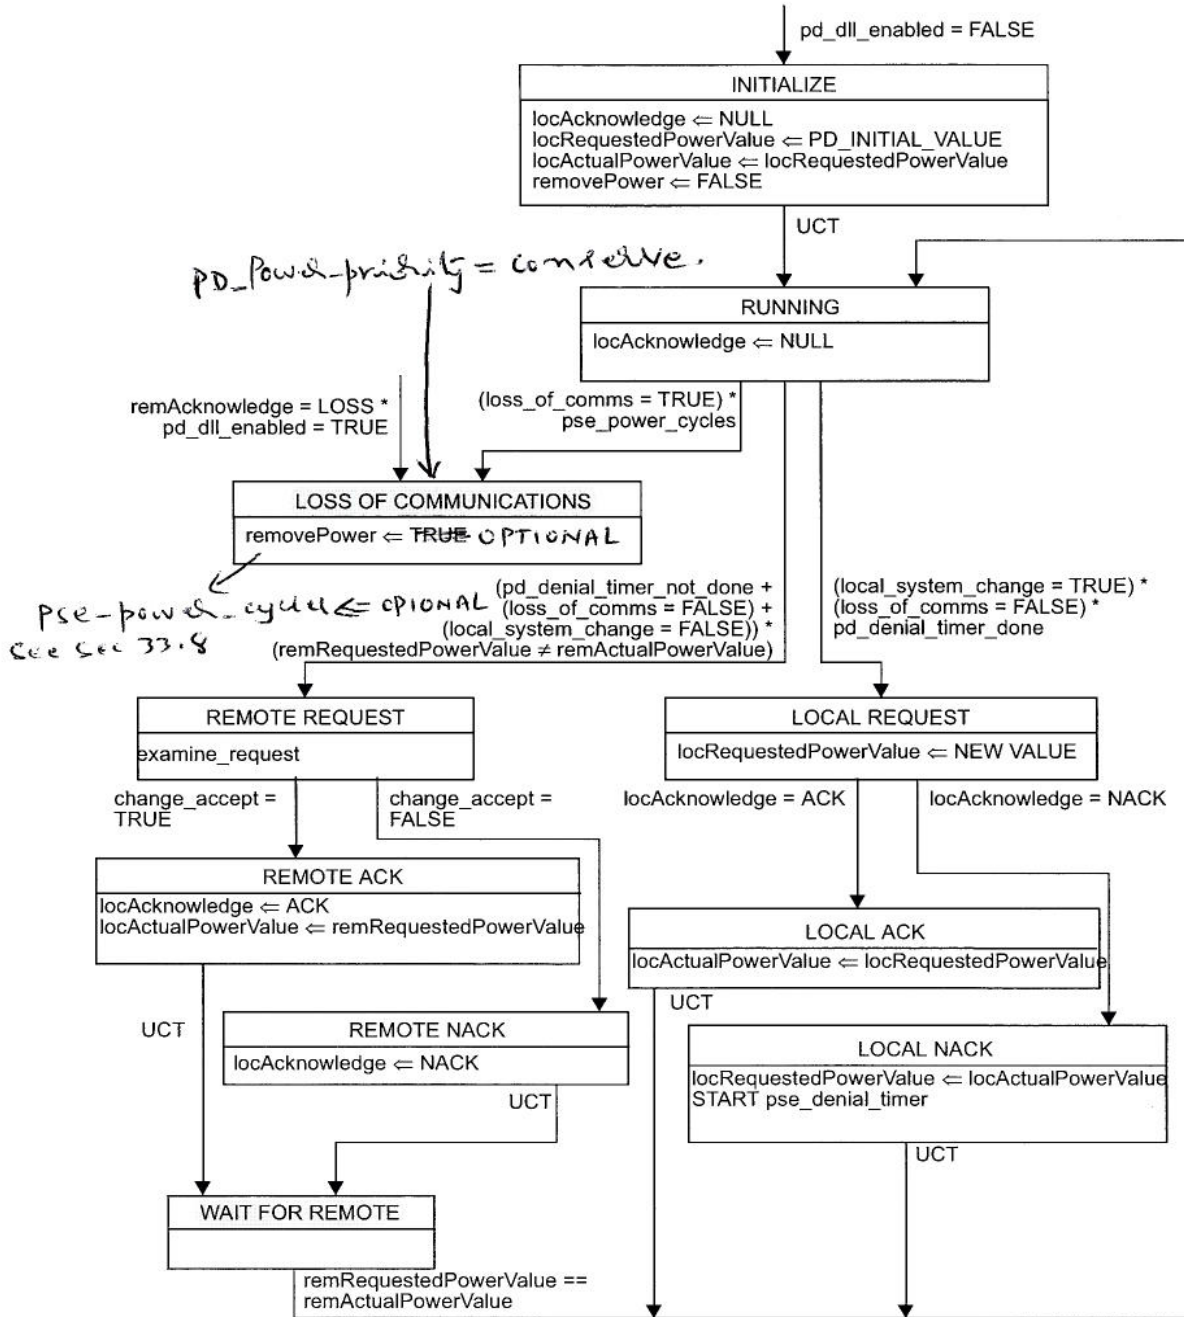 pd_dll_enabled = FALSE
INITIALIZE
locAcknowledge ⇐ NULL
locRequestedPowerValue ⇐ PD_INITIAL_VALUE
locActualPowerValue ⇐ locRequestedPowerValue
removePower ⇐ FALSE
UCT
PD_Power_priority = conserve.
RUNNING
locAcknowledge ⇐ NULL
remAcknowledge = LOSS *
pd_dll_enabled = TRUE
(loss_of_comms = TRUE) *
pse_power_cycles
LOSS OF COMMUNICATIONS
removePower ⇐ TRUE OPTIONAL
pse-power_cycles ⇐ OPIONAL
See Sec 33.8
(pd_denial_timer_not_done +
(loss_of_comms = FALSE) +
(local_system_change = FALSE)) *
(remRequestedPowerValue ≠ remActualPowerValue)
(local_system_change = TRUE) *
(loss_of_comms = FALSE) *
pd_denial_timer_done
REMOTE REQUEST
examine_request
LOCAL REQUEST
locRequestedPowerValue ⇐ NEW VALUE
change_accept =
TRUE
change_accept =
FALSE
locAcknowledge = ACK
locAcknowledge = NACK
REMOTE ACK
locAcknowledge ⇐ ACK
locActualPowerValue ⇐ remRequestedPowerValue
LOCAL ACK
locActualPowerValue ⇐ locRequestedPowerValue
UCT
UCT
REMOTE NACK
locAcknowledge ⇐ NACK
UCT
LOCAL NACK
locRequestedPowerValue ⇐ locActualPowerValue
START pse_denial_timer
UCT
WAIT FOR REMOTE
remRequestedPowerValue ==
remActualPowerValue